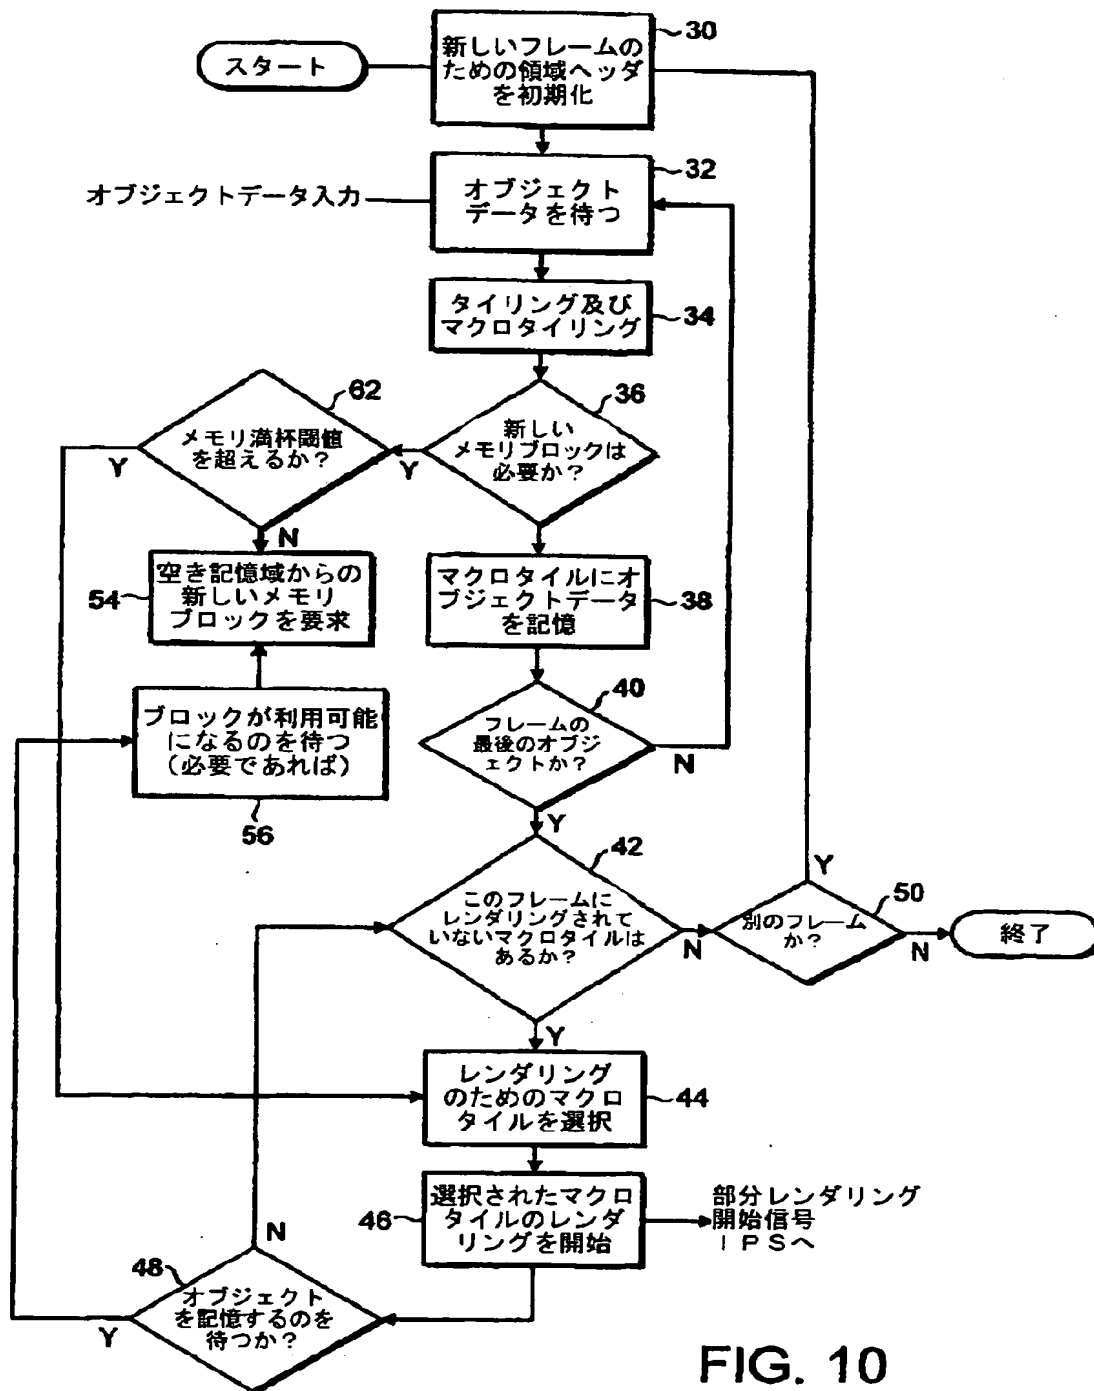 スタート
新しいフレームの
ための領域ヘッダ
を初期化
30
オブジェクトデータ入力
オブジェクト
データを待つ
32
タイリング及び
マクロタイリング
34
新しい
メモリブロックは
必要か?
36
Y
メモリ満杯閾値
を超えるか?
62
Y
N
空き記憶域からの
新しいメモリ
ブロックを要求
54
マクロタイルにオ
ブジェクトデータ
を記憶
38
ブロックが利用可能
になるのを待つ
(必要であれば)
56
フレームの
最後のオブジ
ェクトか?
40
N
Y
このフレームに
レンダリングされて
いないマクロタイルは
あるか?
42
N
Y
別のフレーム
か?
50
Y
N
終了
レンダリング
のためのマクロ
タイルを選択
44
選択されたマクロ
タイルのレンダ
リングを開始
46
部分レンダリング
開始信号
IPSへ
オブジェクト
を記憶するのを
待つか?
48
N
Y
FIG. 10